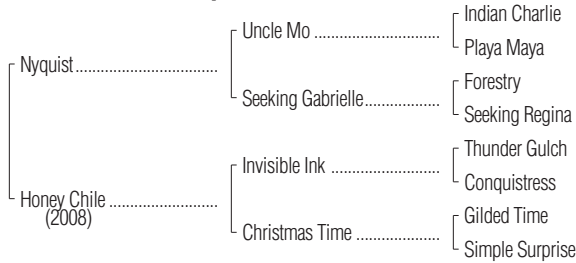 Indian Charlie
Uncle Mo
Playa Maya
Nyquist
Forestry
Seeking Gabrielle
Seeking Regina
Thunder Gulch
Invisible Ink
Conquistress
Honey Chile
(2008)
Gilded Time
Christmas Time
Simple Surprise